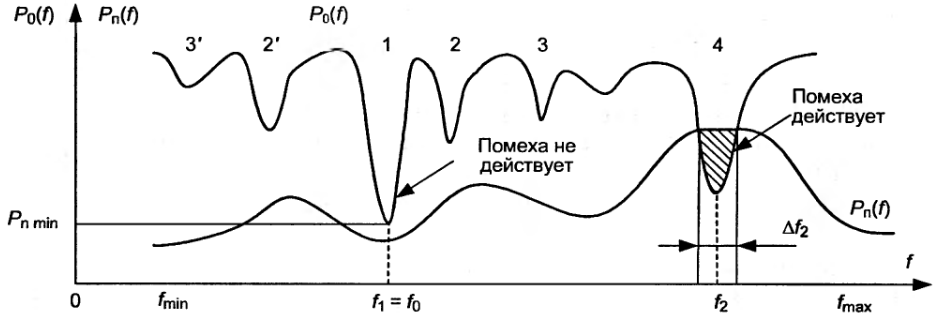 P₀(f)
Pп(f)
P₀(f)
3′
2′
1
2
3
4
Помеха
действует
Помеха не
действует
Pп min
Pп(f)
Δf₂
f
0
fmin
f₁ = f₀
f₂
fmax